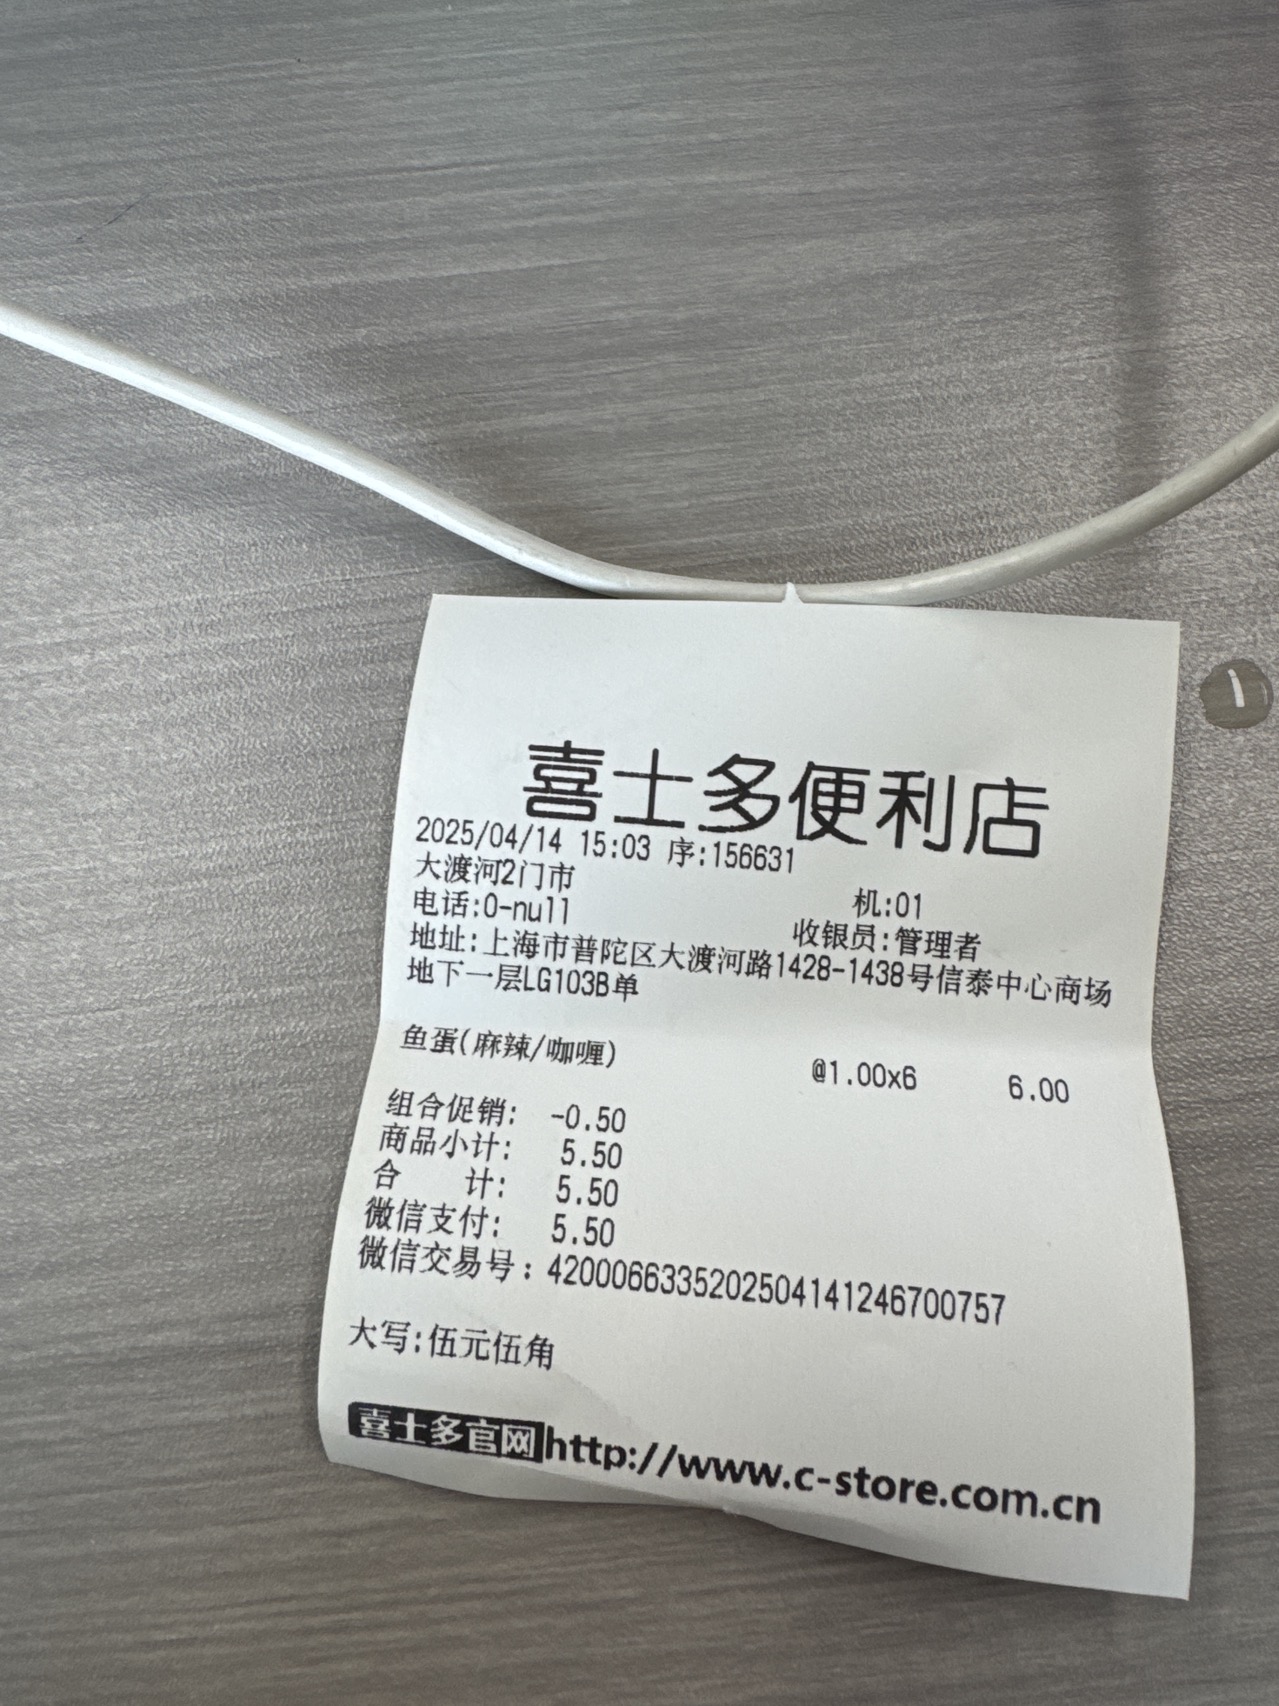 喜士多便利店
2025/04/14 15:03 序:156631
大渡河2门市 机:01
电话:0-null 收银员:管理者
地址:上海市普陀区大渡河路1428-1438号信泰中心商场
地下一层LG103B单
鱼蛋(麻辣/咖喱) @1.00x6 6.00
组合促销: -0.50
商品小计: 5.50
合 计: 5.50
微信支付: 5.50
微信交易号:4200066335202504141246700757
大写:伍元伍角
喜士多官网http://www.c-store.com.cn